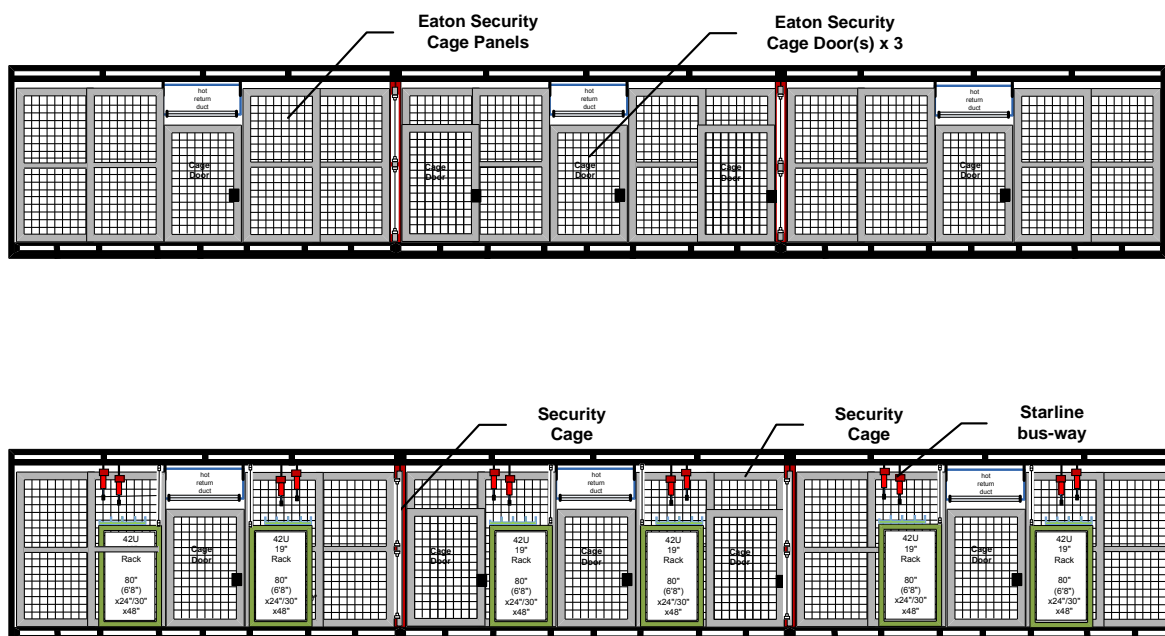 Eaton Security
Cage Panels
Eaton Security
Cage Door(s) x 3
hot
return
duct
hot
return
duct
hot
return
duct
Cage
Door
Cage
Door
Cage
Door
Cage
Door
Cage
Door
Security
Cage
Security
Cage
Starline
bus-way
hot
return
duct
hot
return
duct
hot
return
duct
42U
Rack
80"
(6'8")
x24"/30"
x48"
Cage
Door
42U
19"
Rack
80"
(6'8")
x24"/30"
x48"
Cage
Door
42U
19"
Rack
80"
(6'8")
x24"/30"
x48"
Cage
Door
42U
19"
Rack
80"
(6'8")
x24"/30"
x48"
Cage
Door
42U
19"
Rack
80"
(6'8")
x24"/30"
x48"
Cage
Door
42U
19"
Rack
80"
(6'8")
x24"/30"
x48"